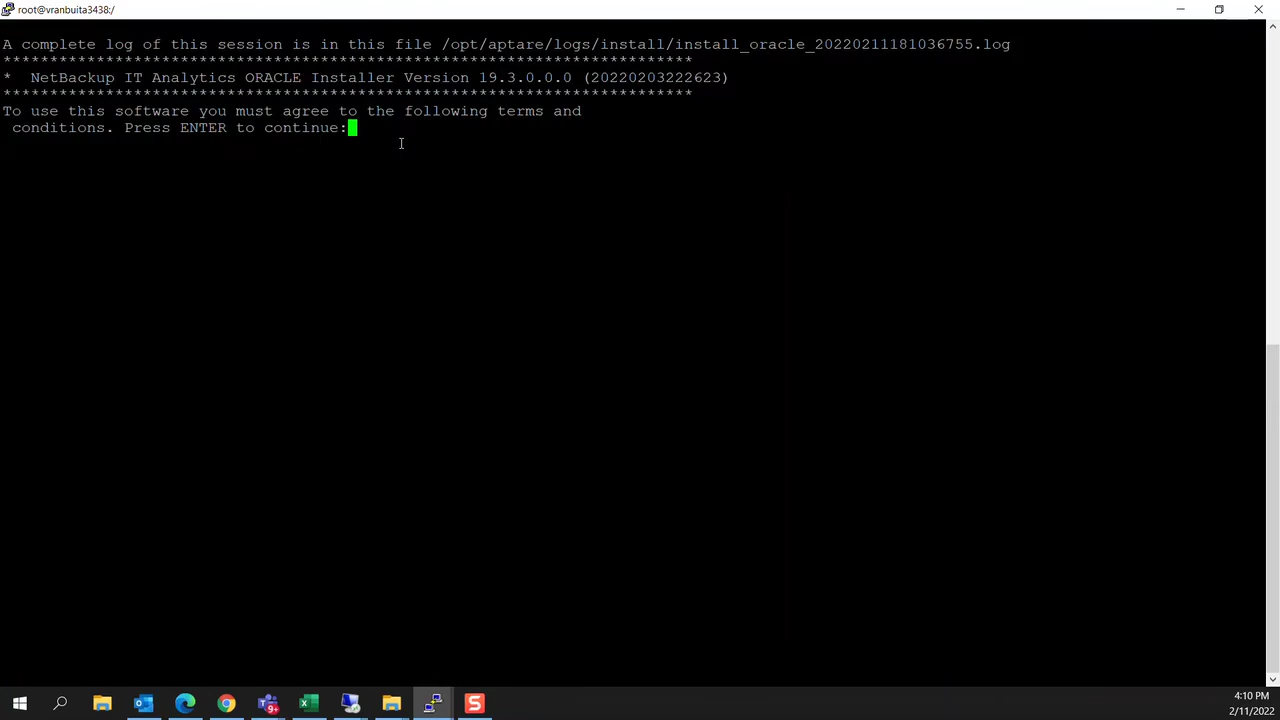 root@vranbuita3438:/
A complete log of this session is in this file /opt/aptare/logs/install/install_oracle_20220211181036755.log
**************************************************************************
*  NetBackup IT Analytics ORACLE Installer Version 19.3.0.0.0 (20220203222623)
**************************************************************************
To use this software you must agree to the following terms and
 conditions. Press ENTER to continue:
9+
S
4:10 PM
2/11/2022